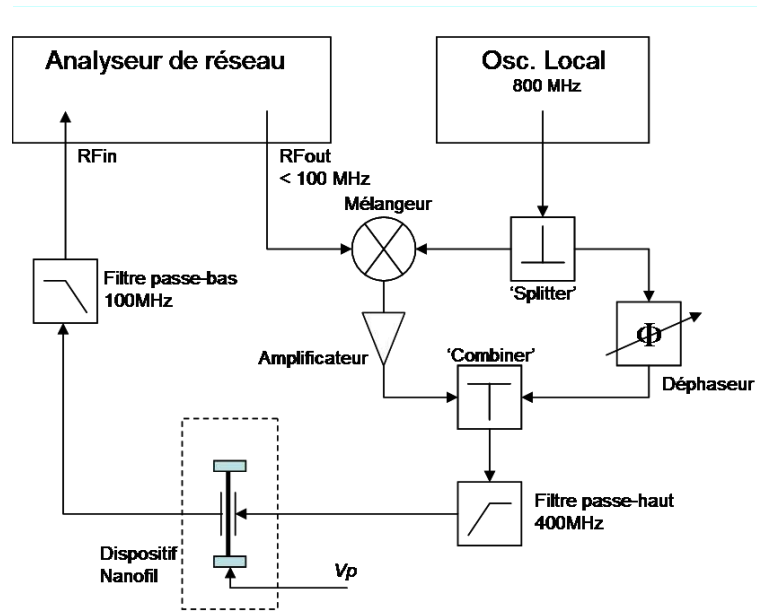 Analyseur de réseau
Osc. Local
800 MHz
RFin
RFout
< 100 MHz
Mélangeur
Filtre passe-bas
100MHz
'Splitter'
Φ
Amplificateur
'Combiner'
Déphaseur
Filtre passe-haut
400MHz
Dispositif
Nanofil
Vp